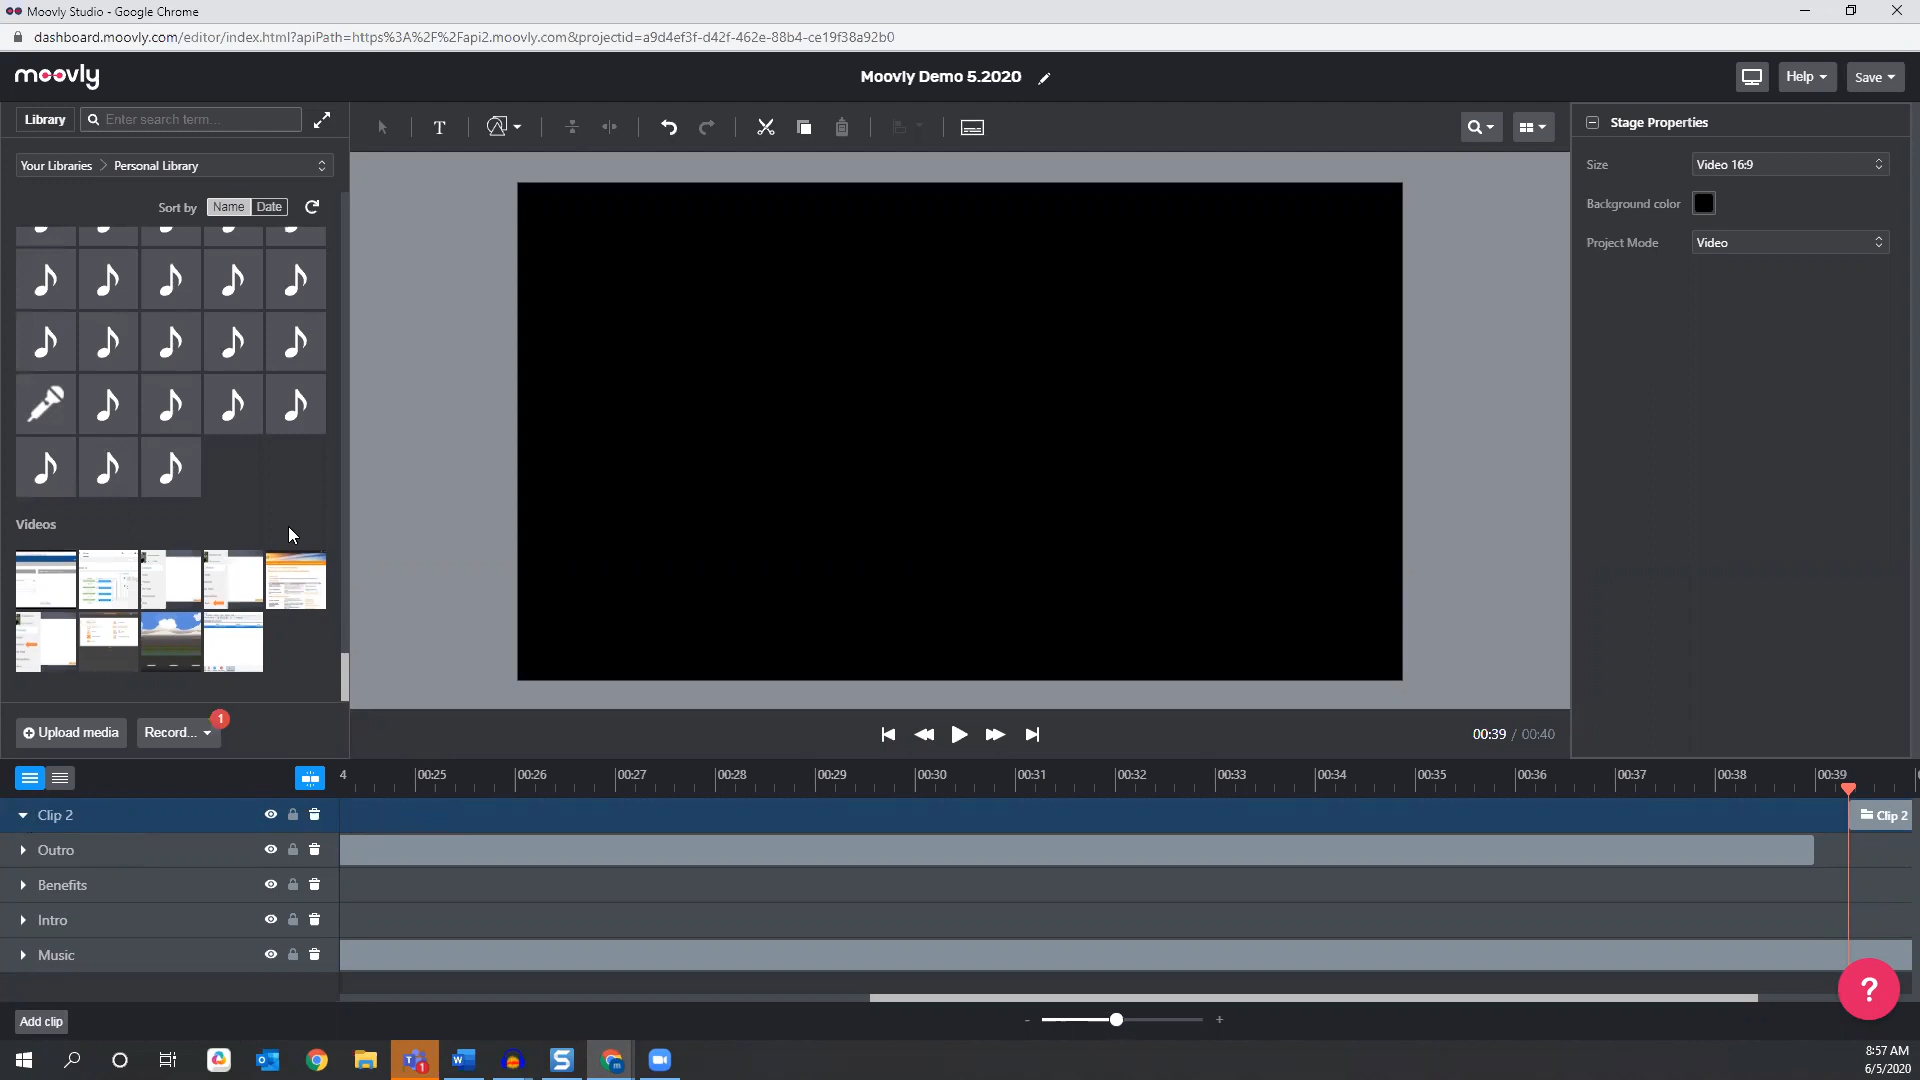 Moovly Studio - Google Chrome
dashboard.moovly.com/editor/index.html?apiPath=https%3A%2F%2Fapi2.moovly.com&projectid=a9d4ef3f-d42f-462e-88b4-ce19f38a92b0
moovly
Moovly Demo 5.2020
Help
Save
Library
Enter search term...
T
Stage Properties
Your Libraries
Personal Library
Size
Video 16:9
Sort by
Name
Date
Background color
Project Mode
Video
Videos
Upload media
Record...
1
00:39 / 00:40
4
00:25
00:26
00:27
00:28
00:29
00:30
00:31
00:32
00:33
00:34
00:35
00:36
00:37
00:38
00:39
Clip 2
Clip 2
Outro
Benefits
Intro
Music
?
Add clip
-
+
8:57 AM
6/5/2020